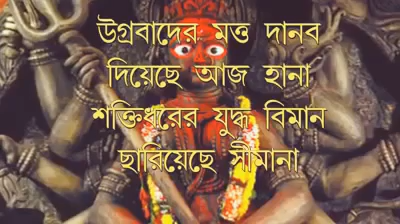 উগ্রবাদের মত্ত দানব
দিয়েছে আজ হানা
শক্তিধরের যুদ্ধ বিমান
ছারিয়েছে সীমানা